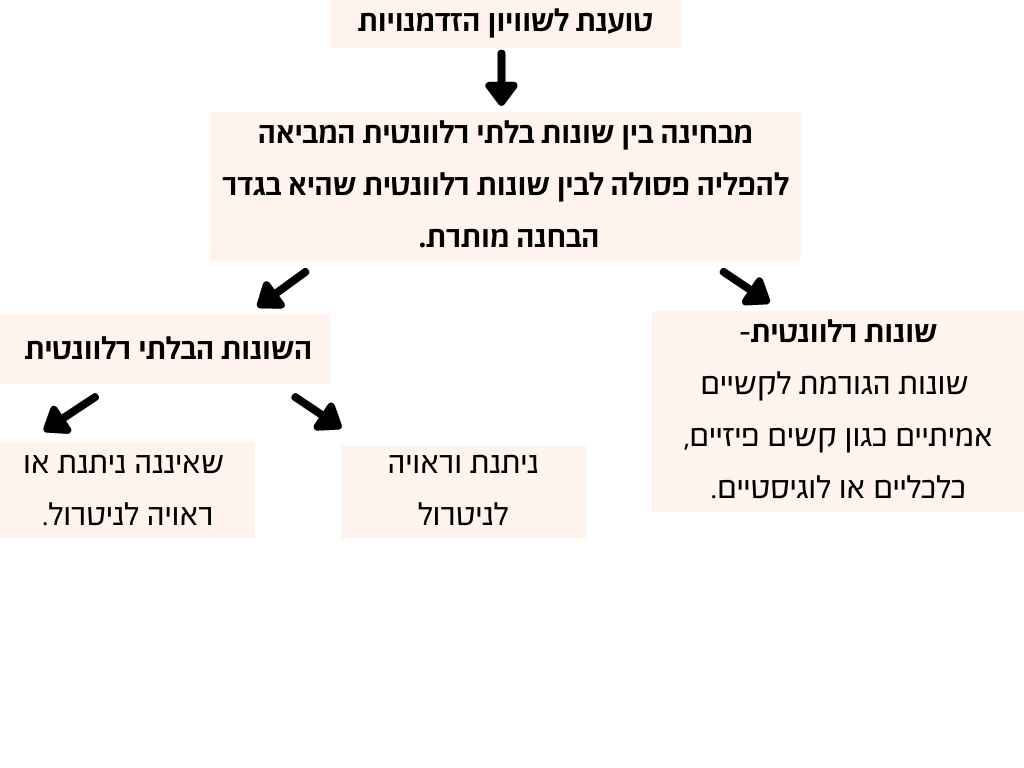 טוענת לשוויון הזדמנויות
מבחינה בין שונות בלתי רלוונטית המביאה
להפליה פסולה לבין שונות רלוונטית שהיא בגדר
הבחנה מותרת.
שונות רלוונטית-
שונות הגורמת לקשיים
אמיתיים כגון קשים פיזיים,
כלכליים או לוגיסטיים.
השונות הבלתי רלוונטית
ניתנת וראויה
לניטרול
שאיננה ניתנת או
ראויה לניטרול.